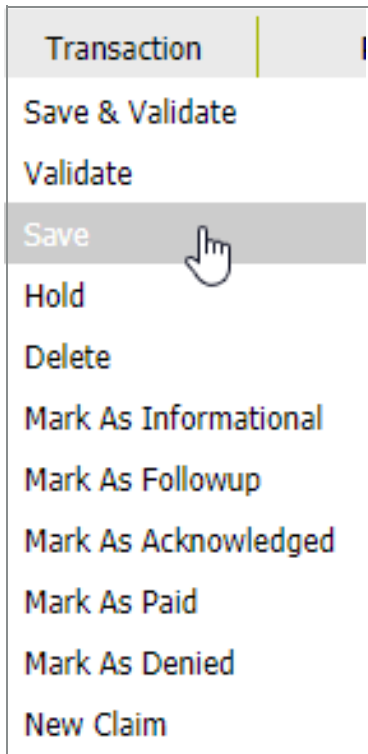 Transaction
Save & Validate
Validate
Save
Hold
Delete
Mark As Informational
Mark As Followup
Mark As Acknowledged
Mark As Paid
Mark As Denied
New Claim